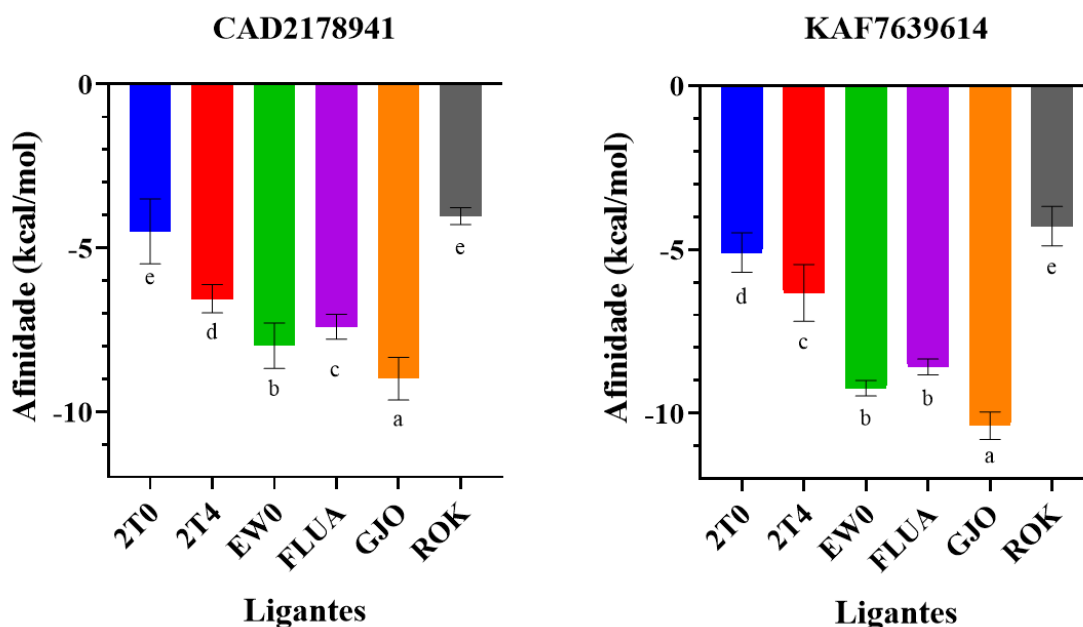 CAD2178941
Afinidade (kcal/mol)
0
-5
-10
e
d
b
c
a
e
2T0
2T4
EW0
FLUA
GJO
ROK
Ligantes
KAF7639614
Afinidade (kcal/mol)
0
-5
-10
d
c
b
b
a
e
2T0
2T4
EW0
FLUA
GJO
ROK
Ligantes